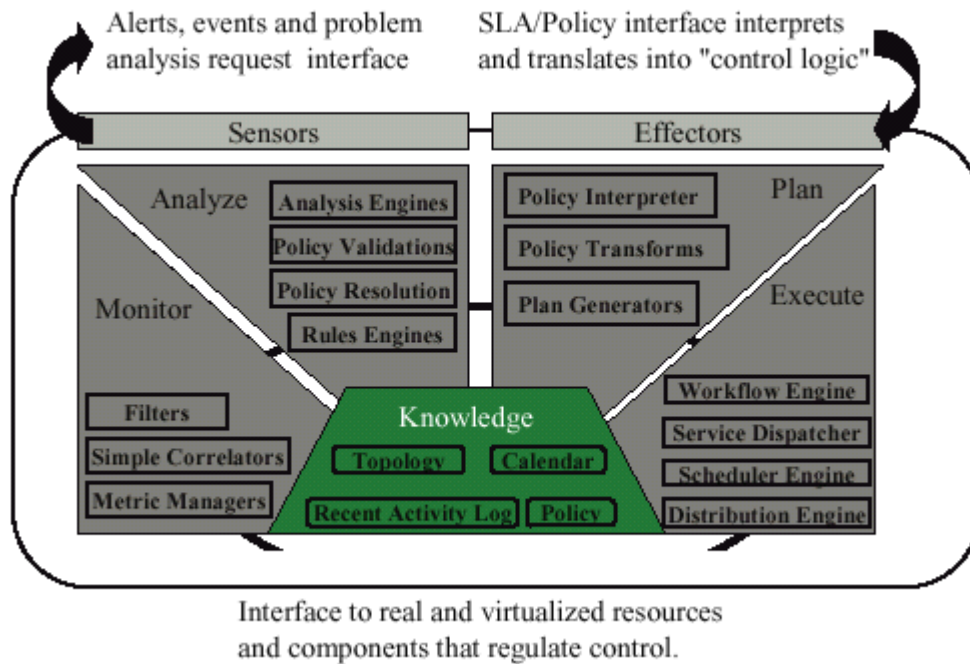 Alerts, events and problem
analysis request interface
SLA/Policy interface interprets
and translates into "control logic"
Sensors
Effectors
Analyze
Analysis Engines
Policy Validations
Policy Resolution
Rules Engines
Monitor
Filters
Simple Correlators
Metric Managers
Plan
Policy Interpreter
Policy Transforms
Plan Generators
Execute
Workflow Engine
Service Dispatcher
Scheduler Engine
Distribution Engine
Knowledge
Topology
Calendar
Recent Activity Log
Policy
Interface to real and virtualized resources
and components that regulate control.